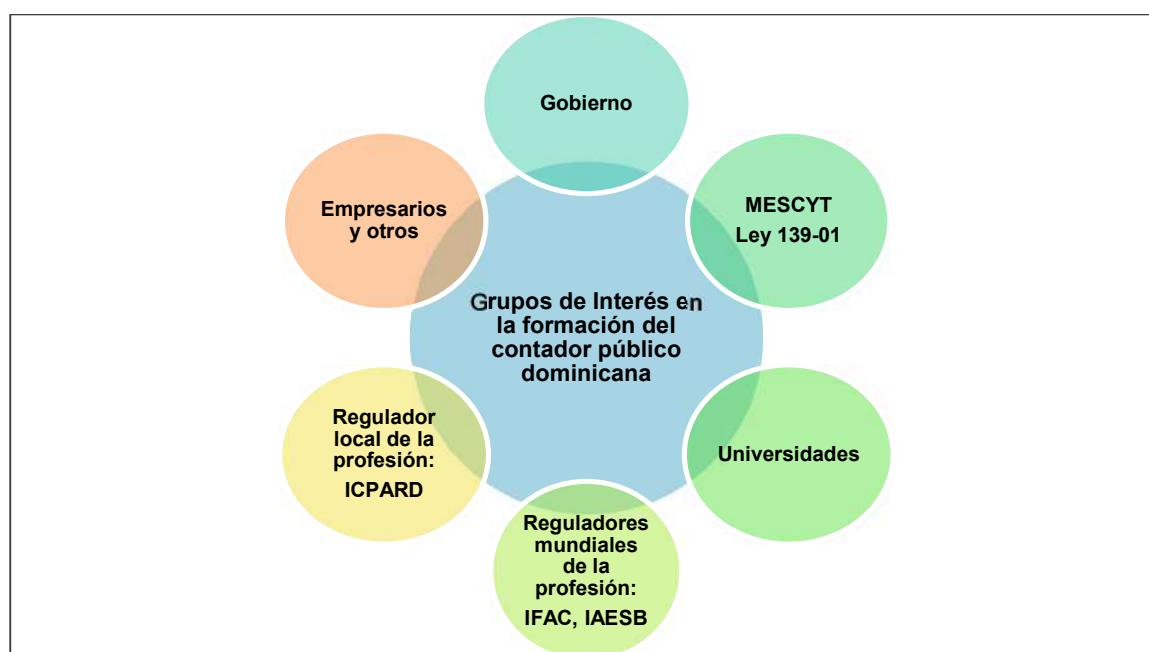 Gobierno
Empresarios
y otros
MESCYT
Ley 139-01
Grupos de Interés en
la formación del
contador público
dominicana
Regulador
local de la
profesión:
ICPARD
Universidades
Reguladores
mundiales
de la
profesión:
IFAC, IAESB